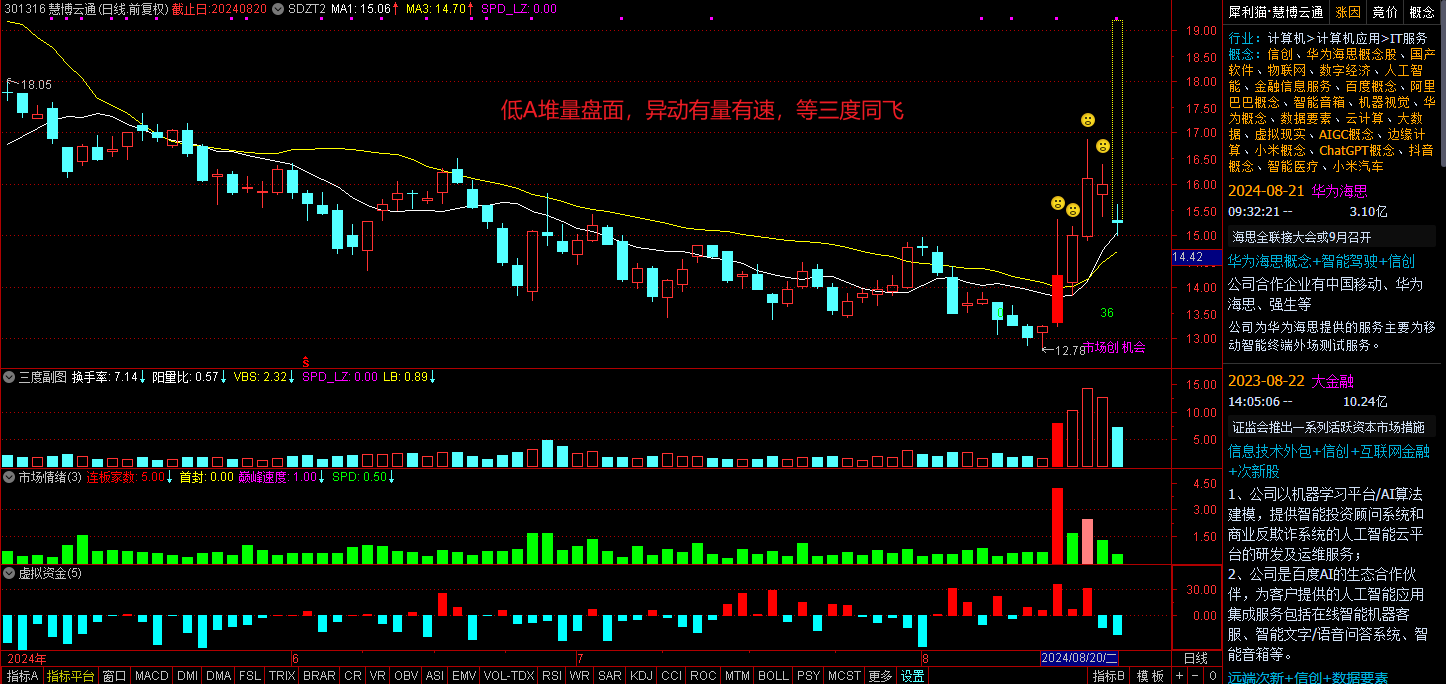 301316 慧博云通(日线.前复权) 截止日:20240820 SDZT2 MA1: 15.06↑ MA3: 14.70↑ SPD_LZ: 0.00
18.05
低A堆量盘面，异动有量有速，等三度同飞
19.00
18.50
18.00
17.50
17.00
16.50
16.00
15.50
15.00
14.42
14.00
13.50
13.00
36
12.78
市场创 机会
三度副图 换手率: 7.14↓ 阳量比: 0.57↓ VBS: 2.32↓ SPD_LZ: 0.00 LB: 0.89↓
15.00
10.00
5.00
市场情绪(3) 连板家数: 5.00↓ 首封: 0.00 巅峰速度: 1.00↓ SPD: 0.50↓
4.50
3.00
1.50
虚拟资金(5)
30.00
0.00
2024年 6 7 8 2024/08/20/二 日线
指标A 指标平台 窗口 MACD DMI DMA FSL TRIX BRAR CR VR OBV ASI EMV VOL-TDX RSI WR SAR KDJ CCI ROC MTM BOLL PSY MCST 更多 设置 指标B 模板 + - O
犀利猫·慧博云通 涨因 竞价 概念
行业：计算机>计算机应用>IT服务
概念：信创、华为海思概念股、国产
软件、物联网、数字经济、人工智
能、金融信息服务、百度概念、阿里
巴巴概念、智能音箱、机器视觉、华
为概念、数据要素、云计算、大数
据、虚拟现实、AIGC概念、边缘计
算、小米概念、ChatGPT概念、抖音
概念、智能医疗、小米汽车
2024-08-21 华为海思
09:32:21 -- 3.10亿
海思全联接大会或9月召开
华为海思概念+智能驾驶+信创
公司合作企业有中国移动、华为
海思、强生等
公司为华为海思提供的服务主要为移
动智能终端外场测试服务。
2023-08-22 大金融
14:05:06 -- 10.24亿
证监会推出一系列活跃资本市场措施
信息技术外包+信创+互联网金融
+次新股
1、公司以机器学习平台/AI算法
建模，提供智能投资顾问系统和
商业反欺诈系统的人工智能云平
台的研发及运维服务；
2、公司是百度AI的生态合作伙
伴，为客户提供的人工智能应用
集成服务包括在线智能机器客
服、智能文字/语音问答系统、智
能音箱等。
远端次新+信创+数据要素